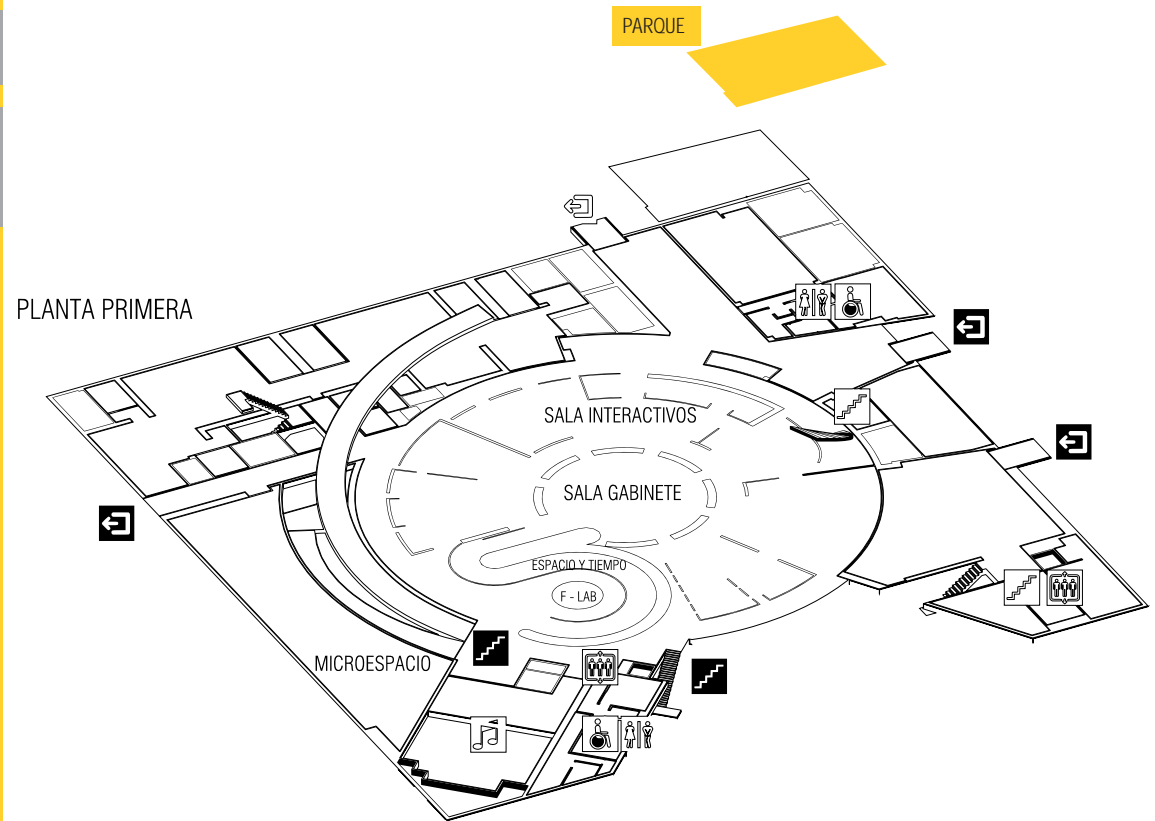 PARQUE
PLANTA PRIMERA
SALA INTERACTIVOS
SALA GABINETE
ESPACIO Y TIEMPO
F - LAB
MICROESPACIO